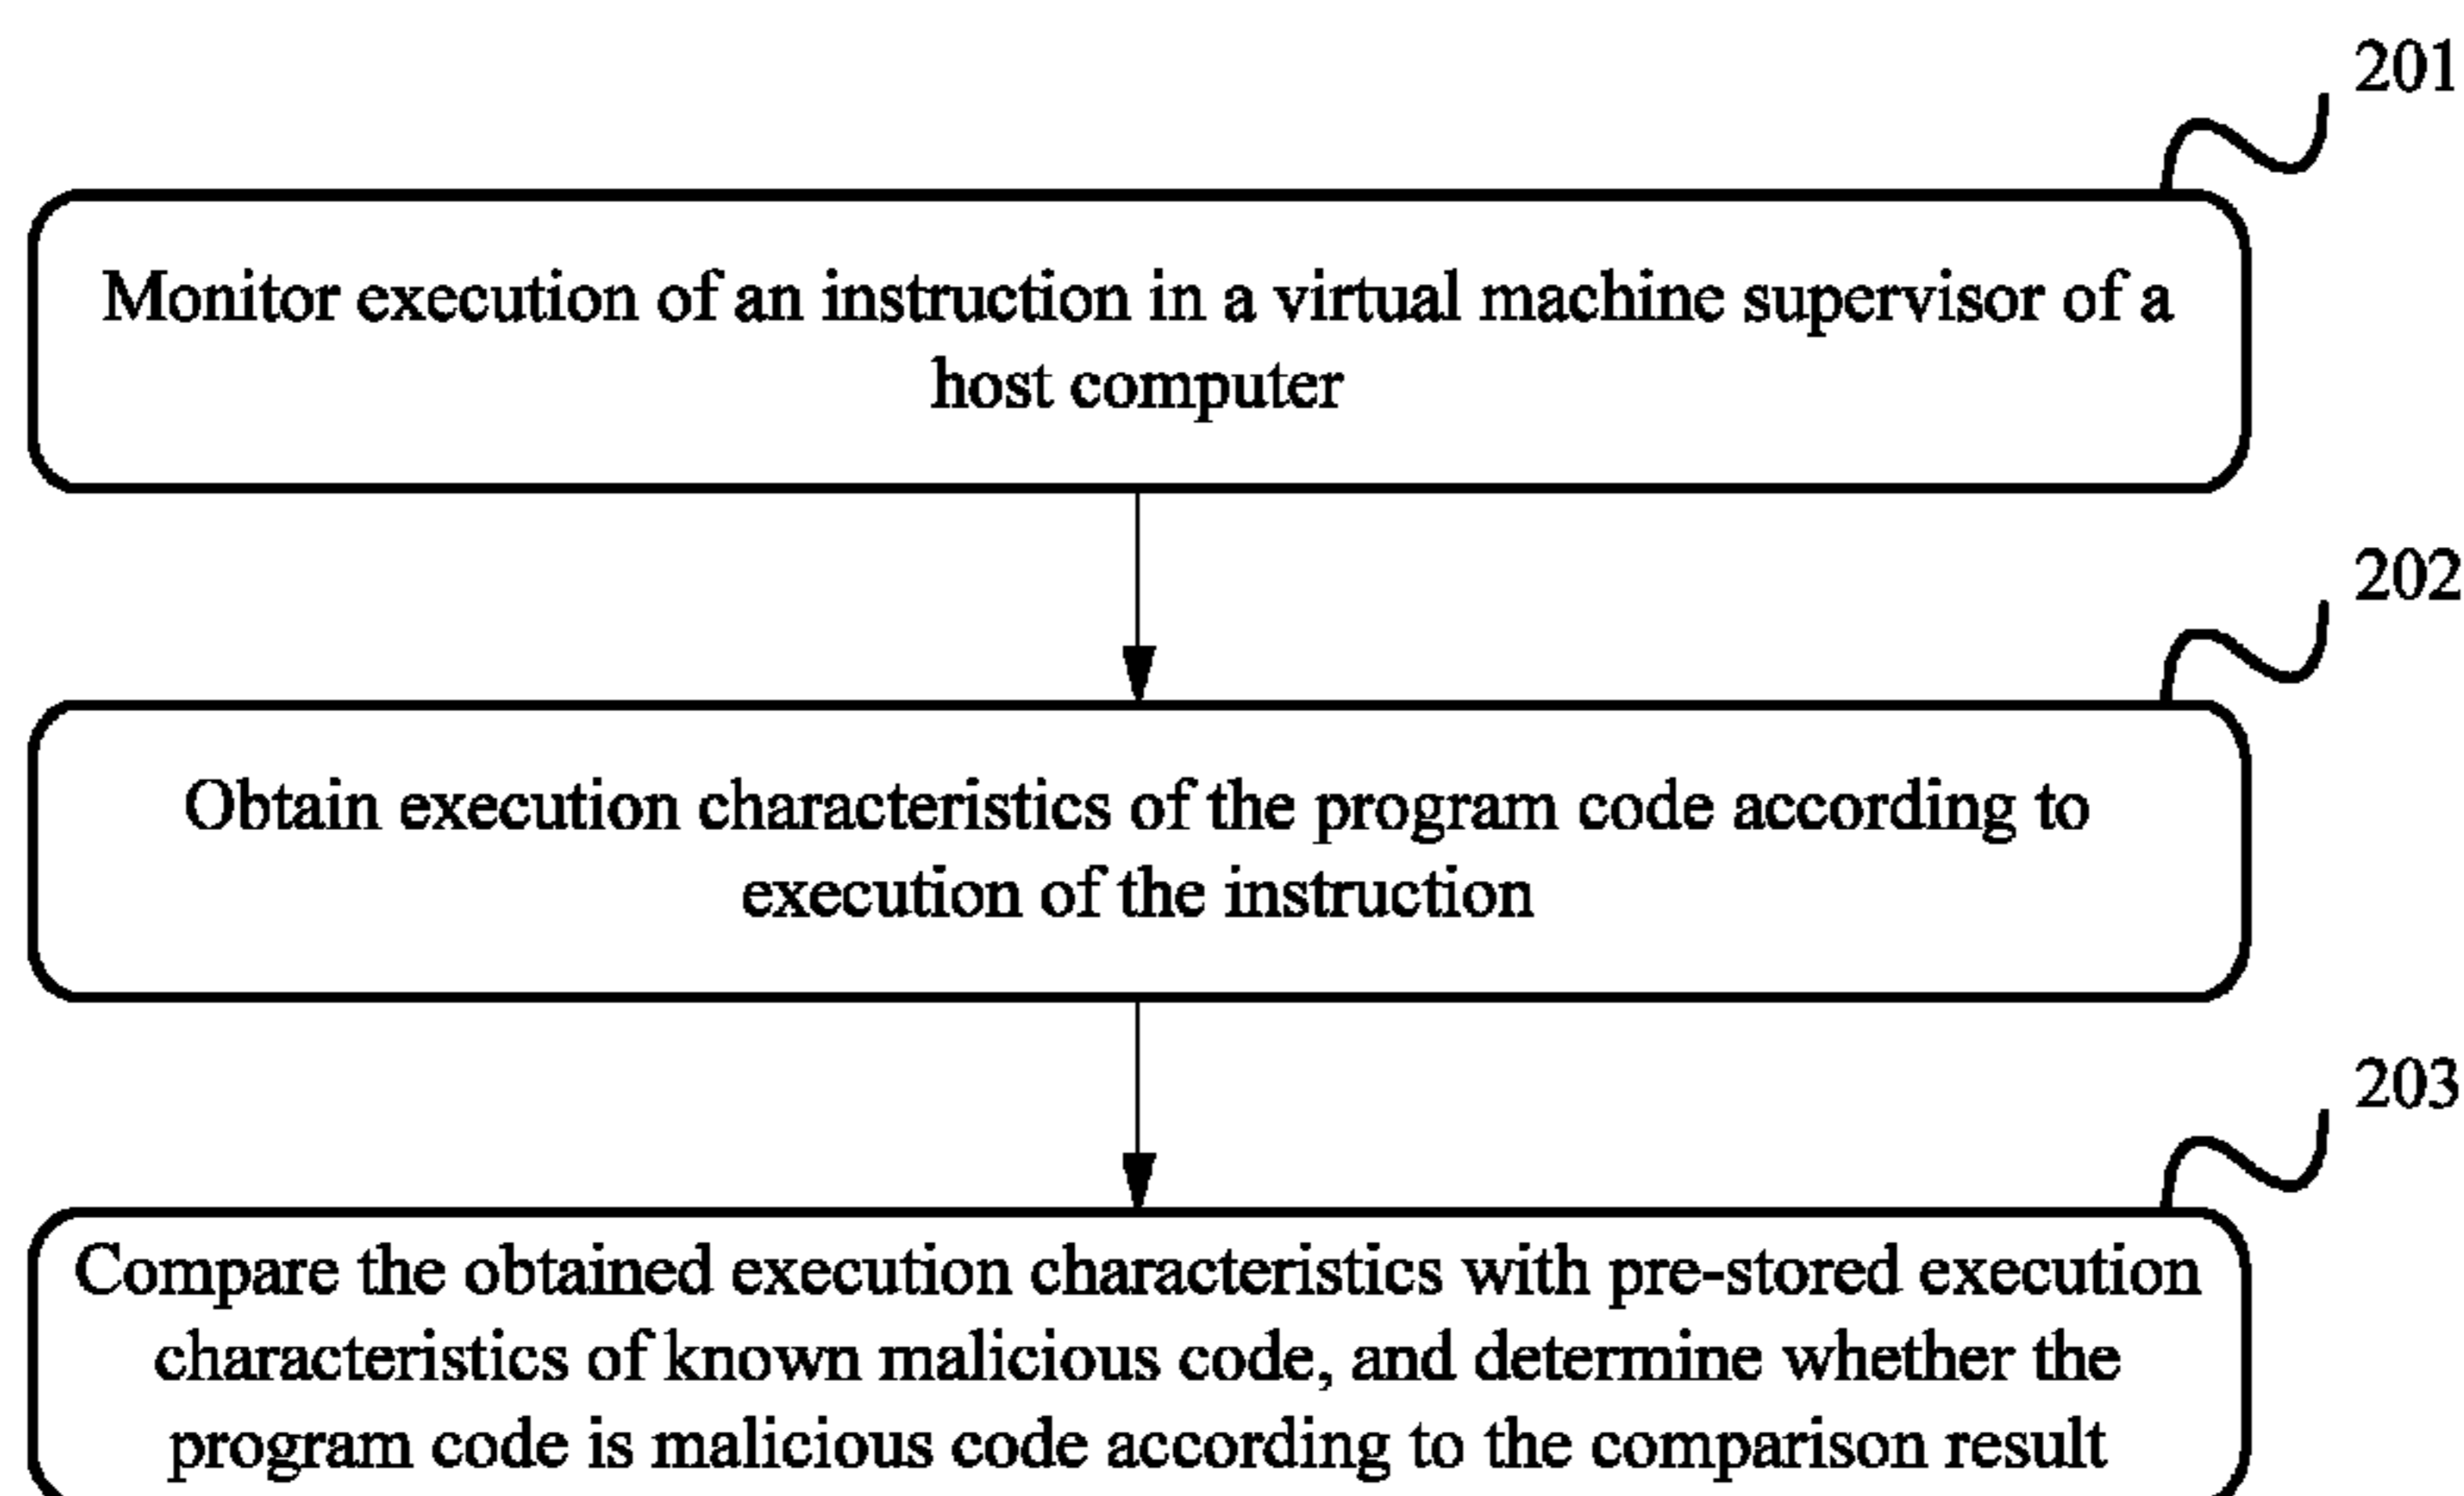 201
Monitor execution of an instruction in a virtual machine supervisor of a
host computer
202
Obtain execution characteristics of the program code according to
execution of the instruction
203
Compare the obtained execution characteristics with pre-stored execution
characteristics of known malicious code, and determine whether the
program code is malicious code according to the comparison result